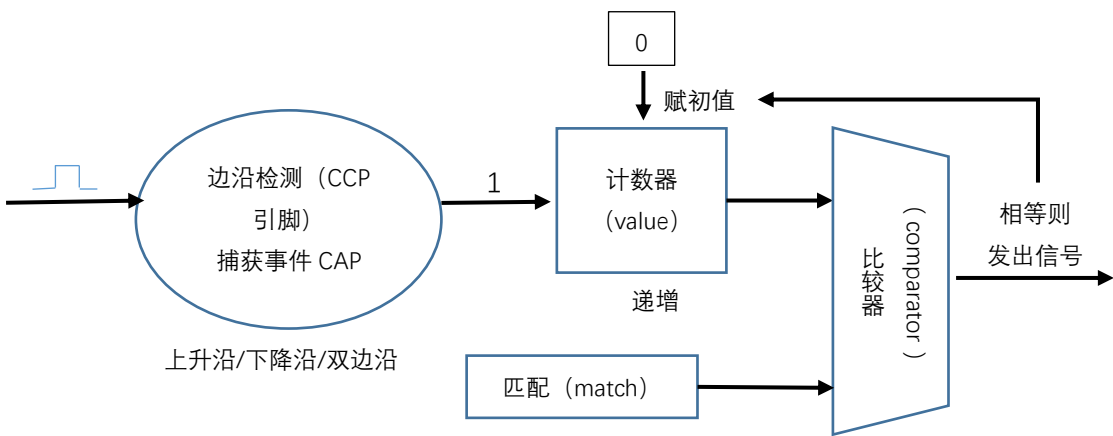 0
赋初值
边沿检测（CCP
引脚）
捕获事件 CAP
1
计数器
（value）
相等则
发出信号
比较器
（comparator）
递增
上升沿/下降沿/双边沿
匹配（match）